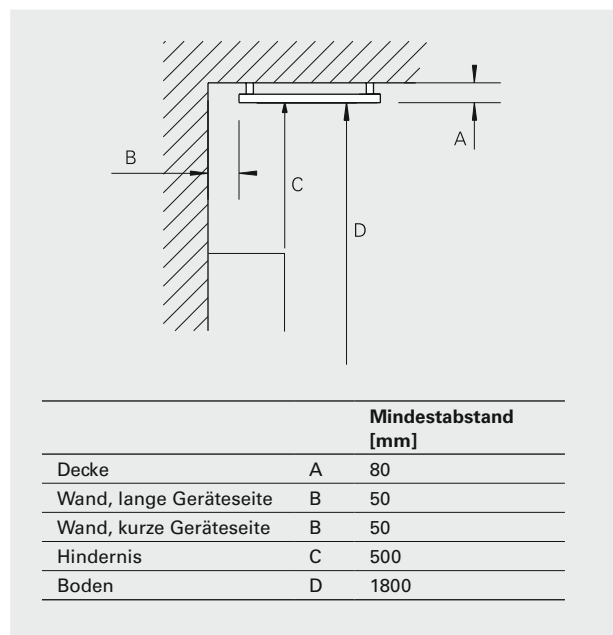 A
B
C
D
Mindestabstand
[mm]
Decke A 80
Wand, lange Geräteseite B 50
Wand, kurze Geräteseite B 50
Hindernis C 500
Boden D 1800